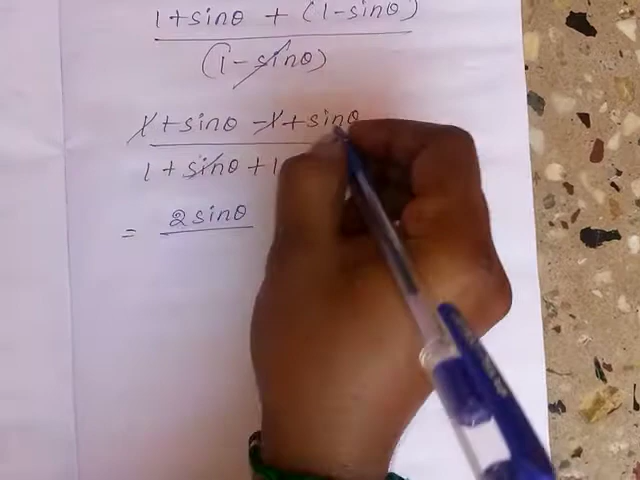 1+sinθ + (1-sinθ)
(1-sinθ)
1+sinθ -1+sinθ
1+sinθ+1
= 2sinθ